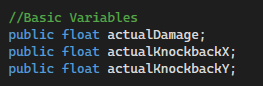 //Basic Variables
public float actualDamage;
public float actualKnockbackX;
public float actualKnockbackY;